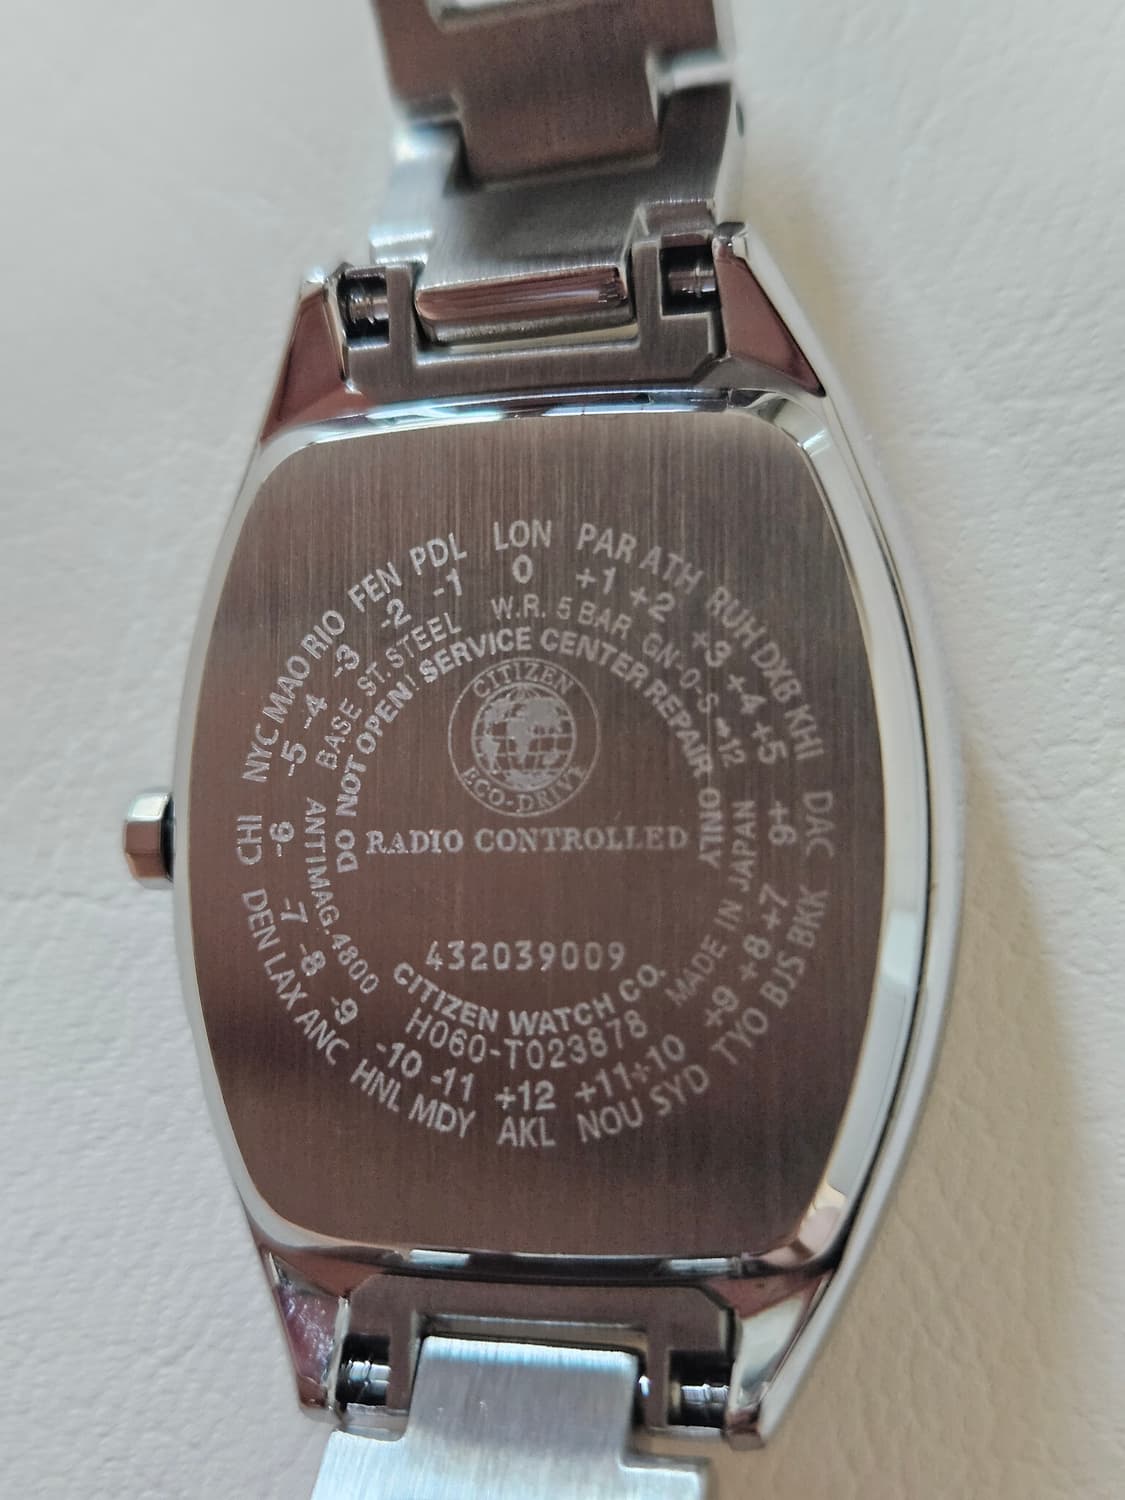 NYC MAO RIO FEN PDL LON PAR ATH RUH DXB KHI DAC BKK BJS TYO SYD NOU AKL MDY HNL ANC LAX DEN CHI
-5 -4 -3 -2 -1 0 +1 +2 +3 +4 +5 +6 +7 +8 +9 +10 +11 +12 -11 -10 -9 -8 -7 -6
BASE ST.STEEL W.R. 5 BAR GN-0-S
DO NOT OPEN! SERVICE CENTER REPAIR ONLY
CITIZEN
ECO-DRIVE
RADIO CONTROLLED
ANTIMAG.4800
MADE IN JAPAN
432039009
CITIZEN WATCH CO.
H060-T023878